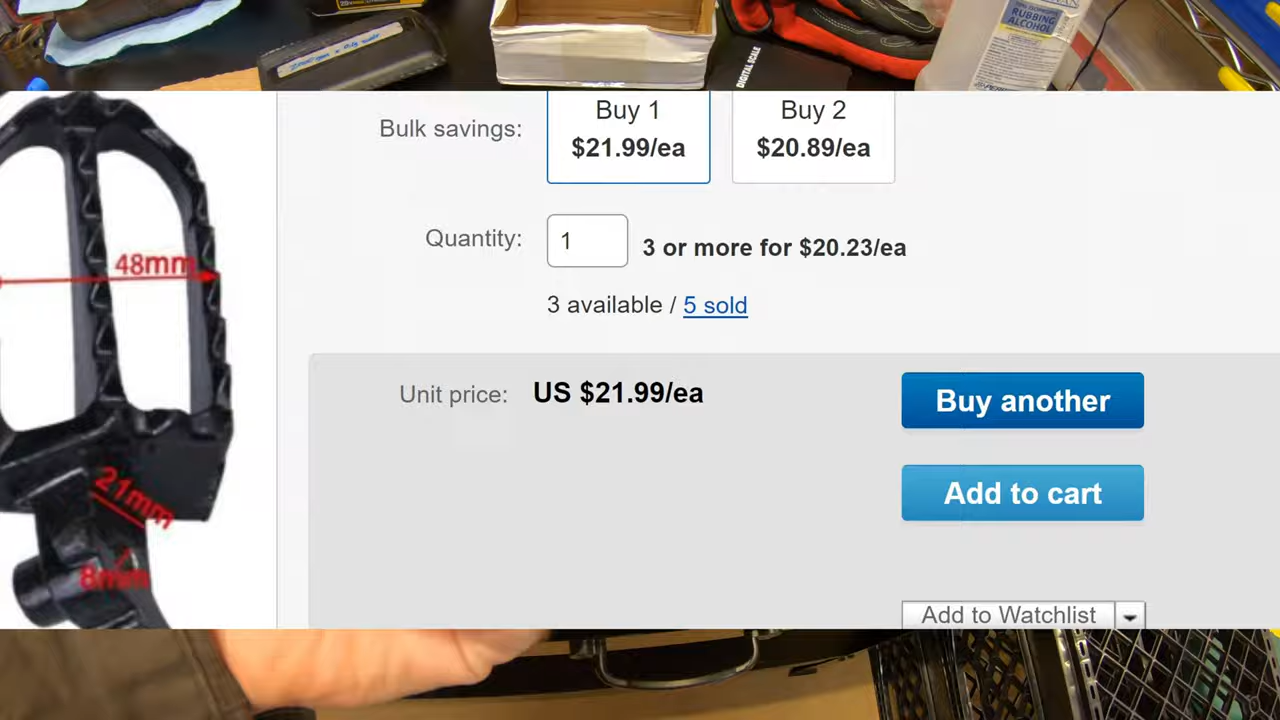 RUBBING
ALCOHOL
DIGITAL SCALE
Buy 1
Buy 2
Bulk savings:
$21.99/ea
$20.89/ea
Quantity:
1
3 or more for $20.23/ea
48mm
3 available / 5 sold
Unit price:
US $21.99/ea
Buy another
21mm
Add to cart
8mm
Add to Watchlist